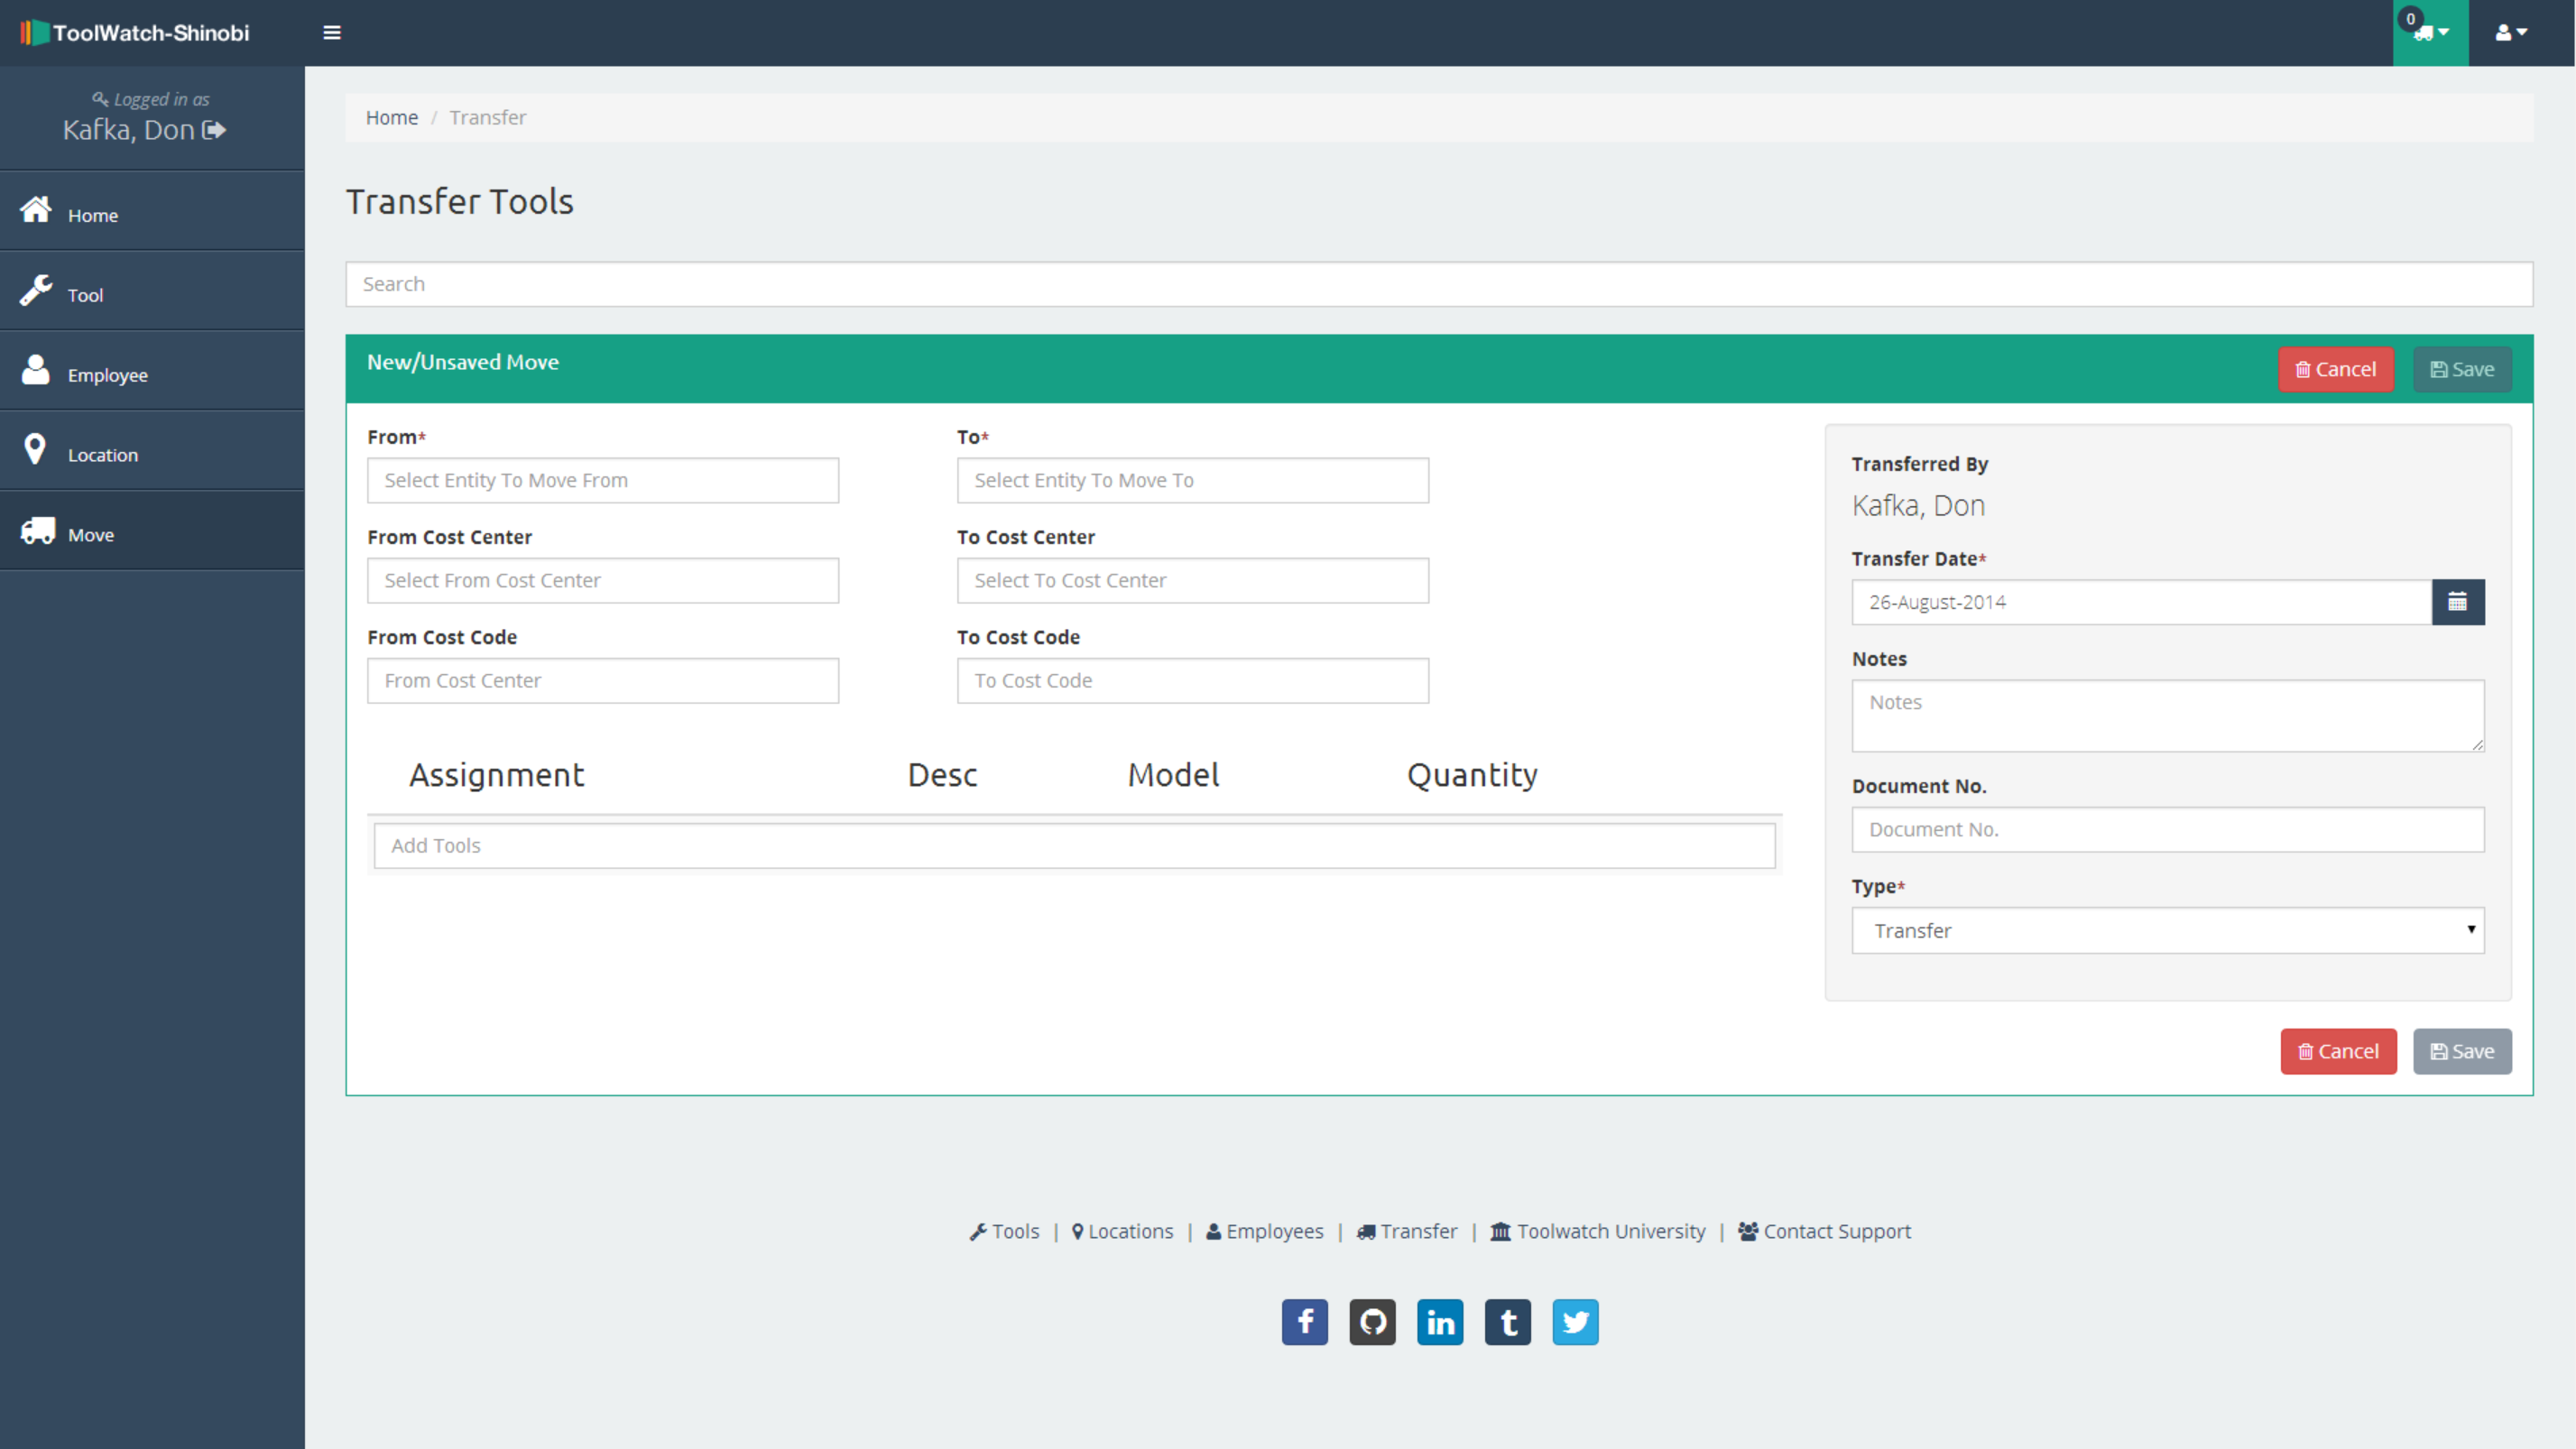 ToolWatch-Shinobi
0
Logged in as
Kafka, Don
Home
Tool
Employee
Location
Move
Home / Transfer
Transfer Tools
Search
New/Unsaved Move
Cancel Save
From* To*
Select Entity To Move From Select Entity To Move To
From Cost Center To Cost Center
Select From Cost Center Select To Cost Center
From Cost Code To Cost Code
From Cost Center To Cost Code
Assignment Desc Model Quantity
Add Tools
Transferred By
Kafka, Don
Transfer Date*
26-August-2014
Notes
Notes
Document No.
Document No.
Type*
Transfer
Cancel Save
Tools | Locations | Employees | Transfer | Toolwatch University | Contact Support